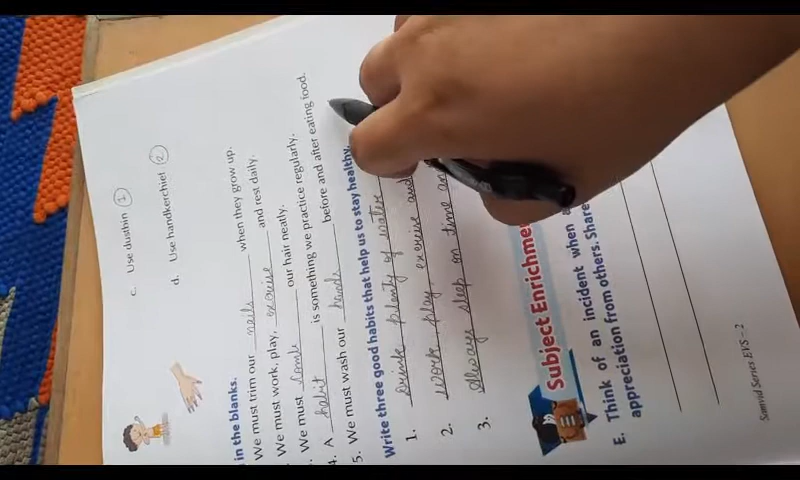 c. Use dustbin 1
d. Use handkerchief 2
in the blanks.
We must trim our nails when they grow up.
We must work, play, exercise and rest daily.
We must comb our hair neatly.
4. A habit is something we practice regularly.
5. We must wash our hands before and after eating food.
Write three good habits that help us to stay healthy.
1. Drink plenty of water
2. work, play, exercise and
3. always sleep on time an
Subject Enrichme
E. Think of an incident when a
appreciation from others. Share
Samvid Series EVS - 2